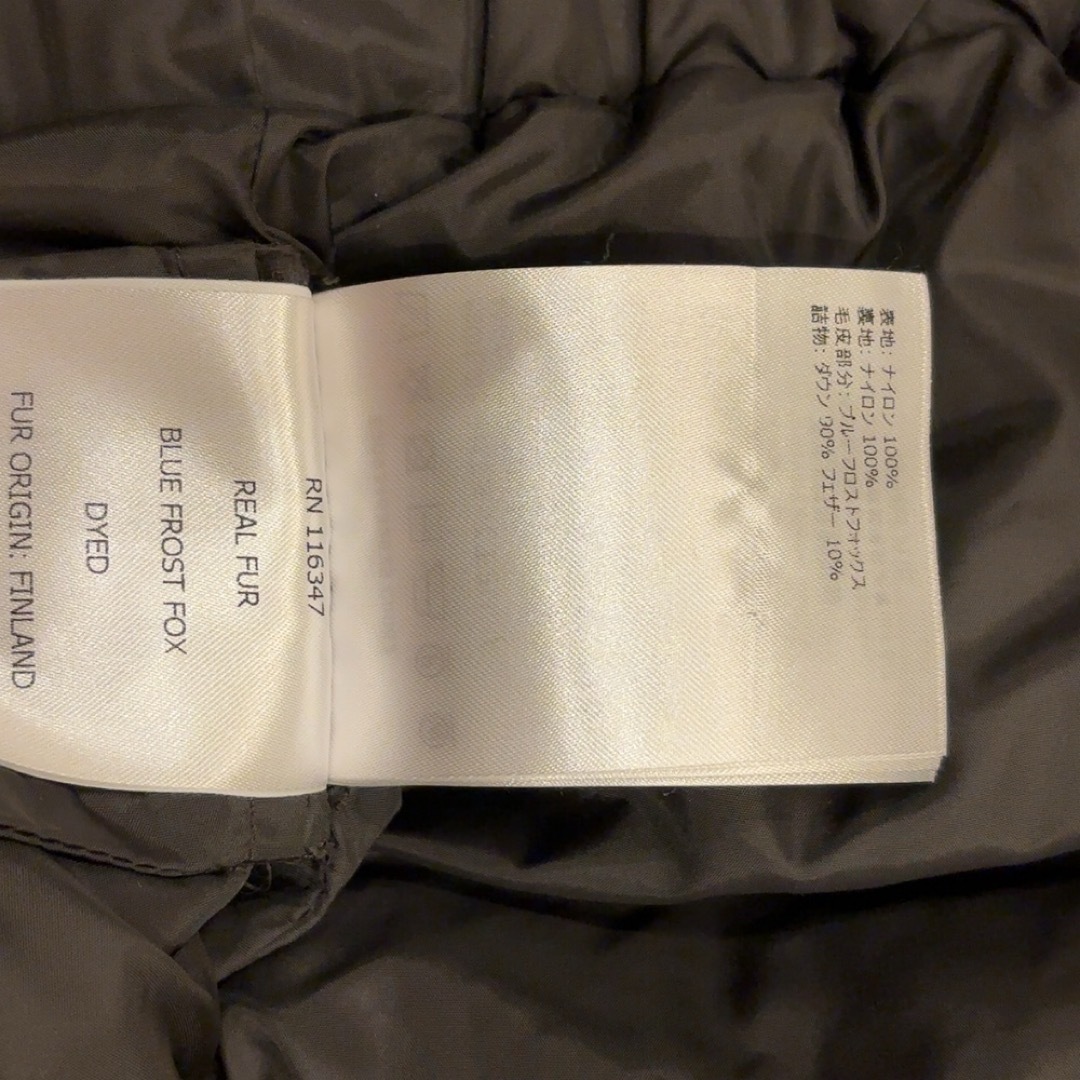 RN 116347
REAL FUR
BLUE FROST FOX
DYED
FUR ORIGIN: FINLAND
表地: ナイロン 100%
裏地: ナイロン 100%
毛皮部分: ブルーフロストフォックス
詰物: ダウン 90% フェザー 10%